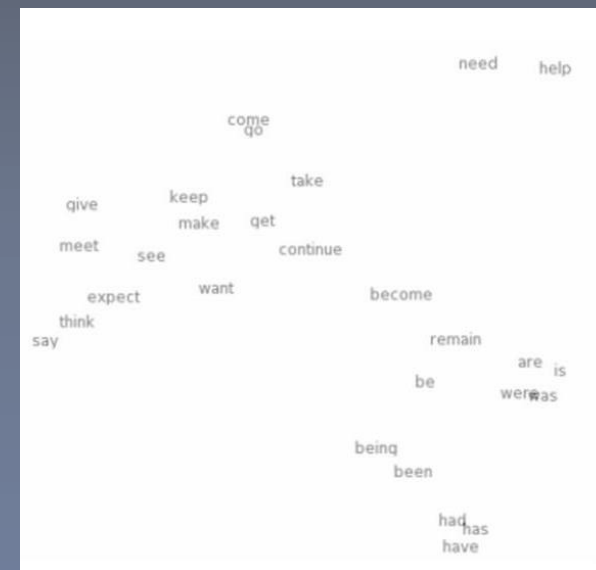 need help
come
go
take
give keep
make get
meet see continue
expect want become
think
say remain
are is
be were was
being
been
had has
have